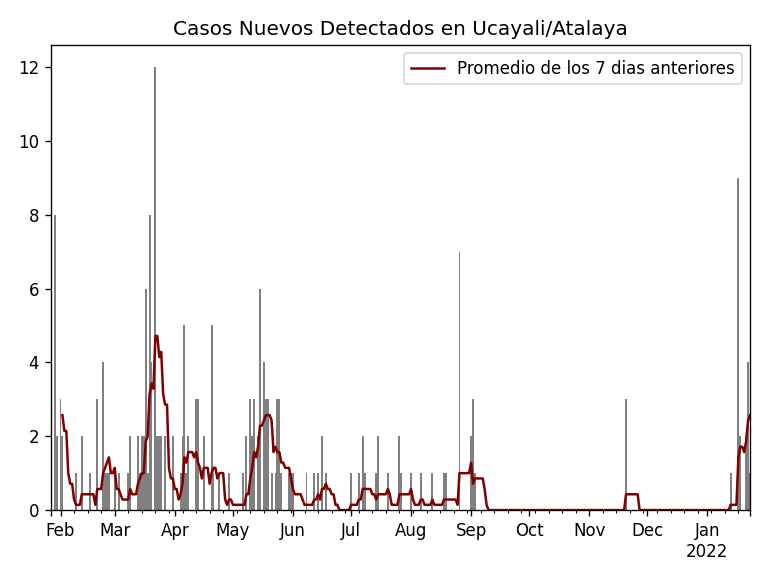 Casos Nuevos Detectados en Ucayali/Atalaya
Promedio de los 7 dias anteriores
12
10
8
6
4
2
0
Feb Mar Apr May Jun Jul Aug Sep Oct Nov Dec Jan
2022